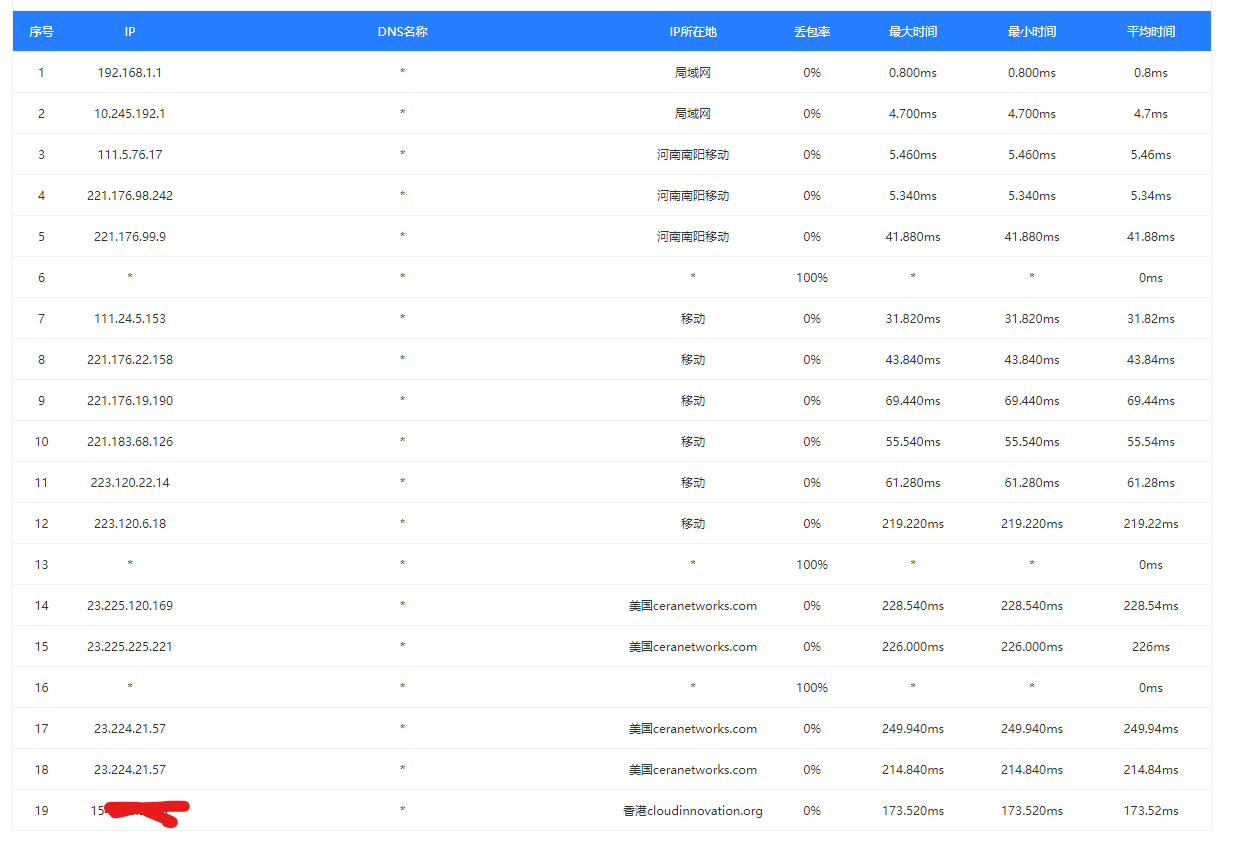 序号 IP DNS名称 IP所在地 丢包率 最大时间 最小时间 平均时间
1 192.168.1.1 * 局域网 0% 0.800ms 0.800ms 0.8ms
2 10.245.192.1 * 局域网 0% 4.700ms 4.700ms 4.7ms
3 111.5.76.17 * 河南南阳移动 0% 5.460ms 5.460ms 5.46ms
4 221.176.98.242 * 河南南阳移动 0% 5.340ms 5.340ms 5.34ms
5 221.176.99.9 * 河南南阳移动 0% 41.880ms 41.880ms 41.88ms
6 * * * 100% * * 0ms
7 111.24.5.153 * 移动 0% 31.820ms 31.820ms 31.82ms
8 221.176.22.158 * 移动 0% 43.840ms 43.840ms 43.84ms
9 221.176.19.190 * 移动 0% 69.440ms 69.440ms 69.44ms
10 221.183.68.126 * 移动 0% 55.540ms 55.540ms 55.54ms
11 223.120.22.14 * 移动 0% 61.280ms 61.280ms 61.28ms
12 223.120.6.18 * 移动 0% 219.220ms 219.220ms 219.22ms
13 * * * 100% * * 0ms
14 23.225.120.169 * 美国ceranetworks.com 0% 228.540ms 228.540ms 228.54ms
15 23.225.225.221 * 美国ceranetworks.com 0% 226.000ms 226.000ms 226ms
16 * * * 100% * * 0ms
17 23.224.21.57 * 美国ceranetworks.com 0% 249.940ms 249.940ms 249.94ms
18 23.224.21.57 * 美国ceranetworks.com 0% 214.840ms 214.840ms 214.84ms
19 * 香港cloudinnovation.org 0% 173.520ms 173.520ms 173.52ms